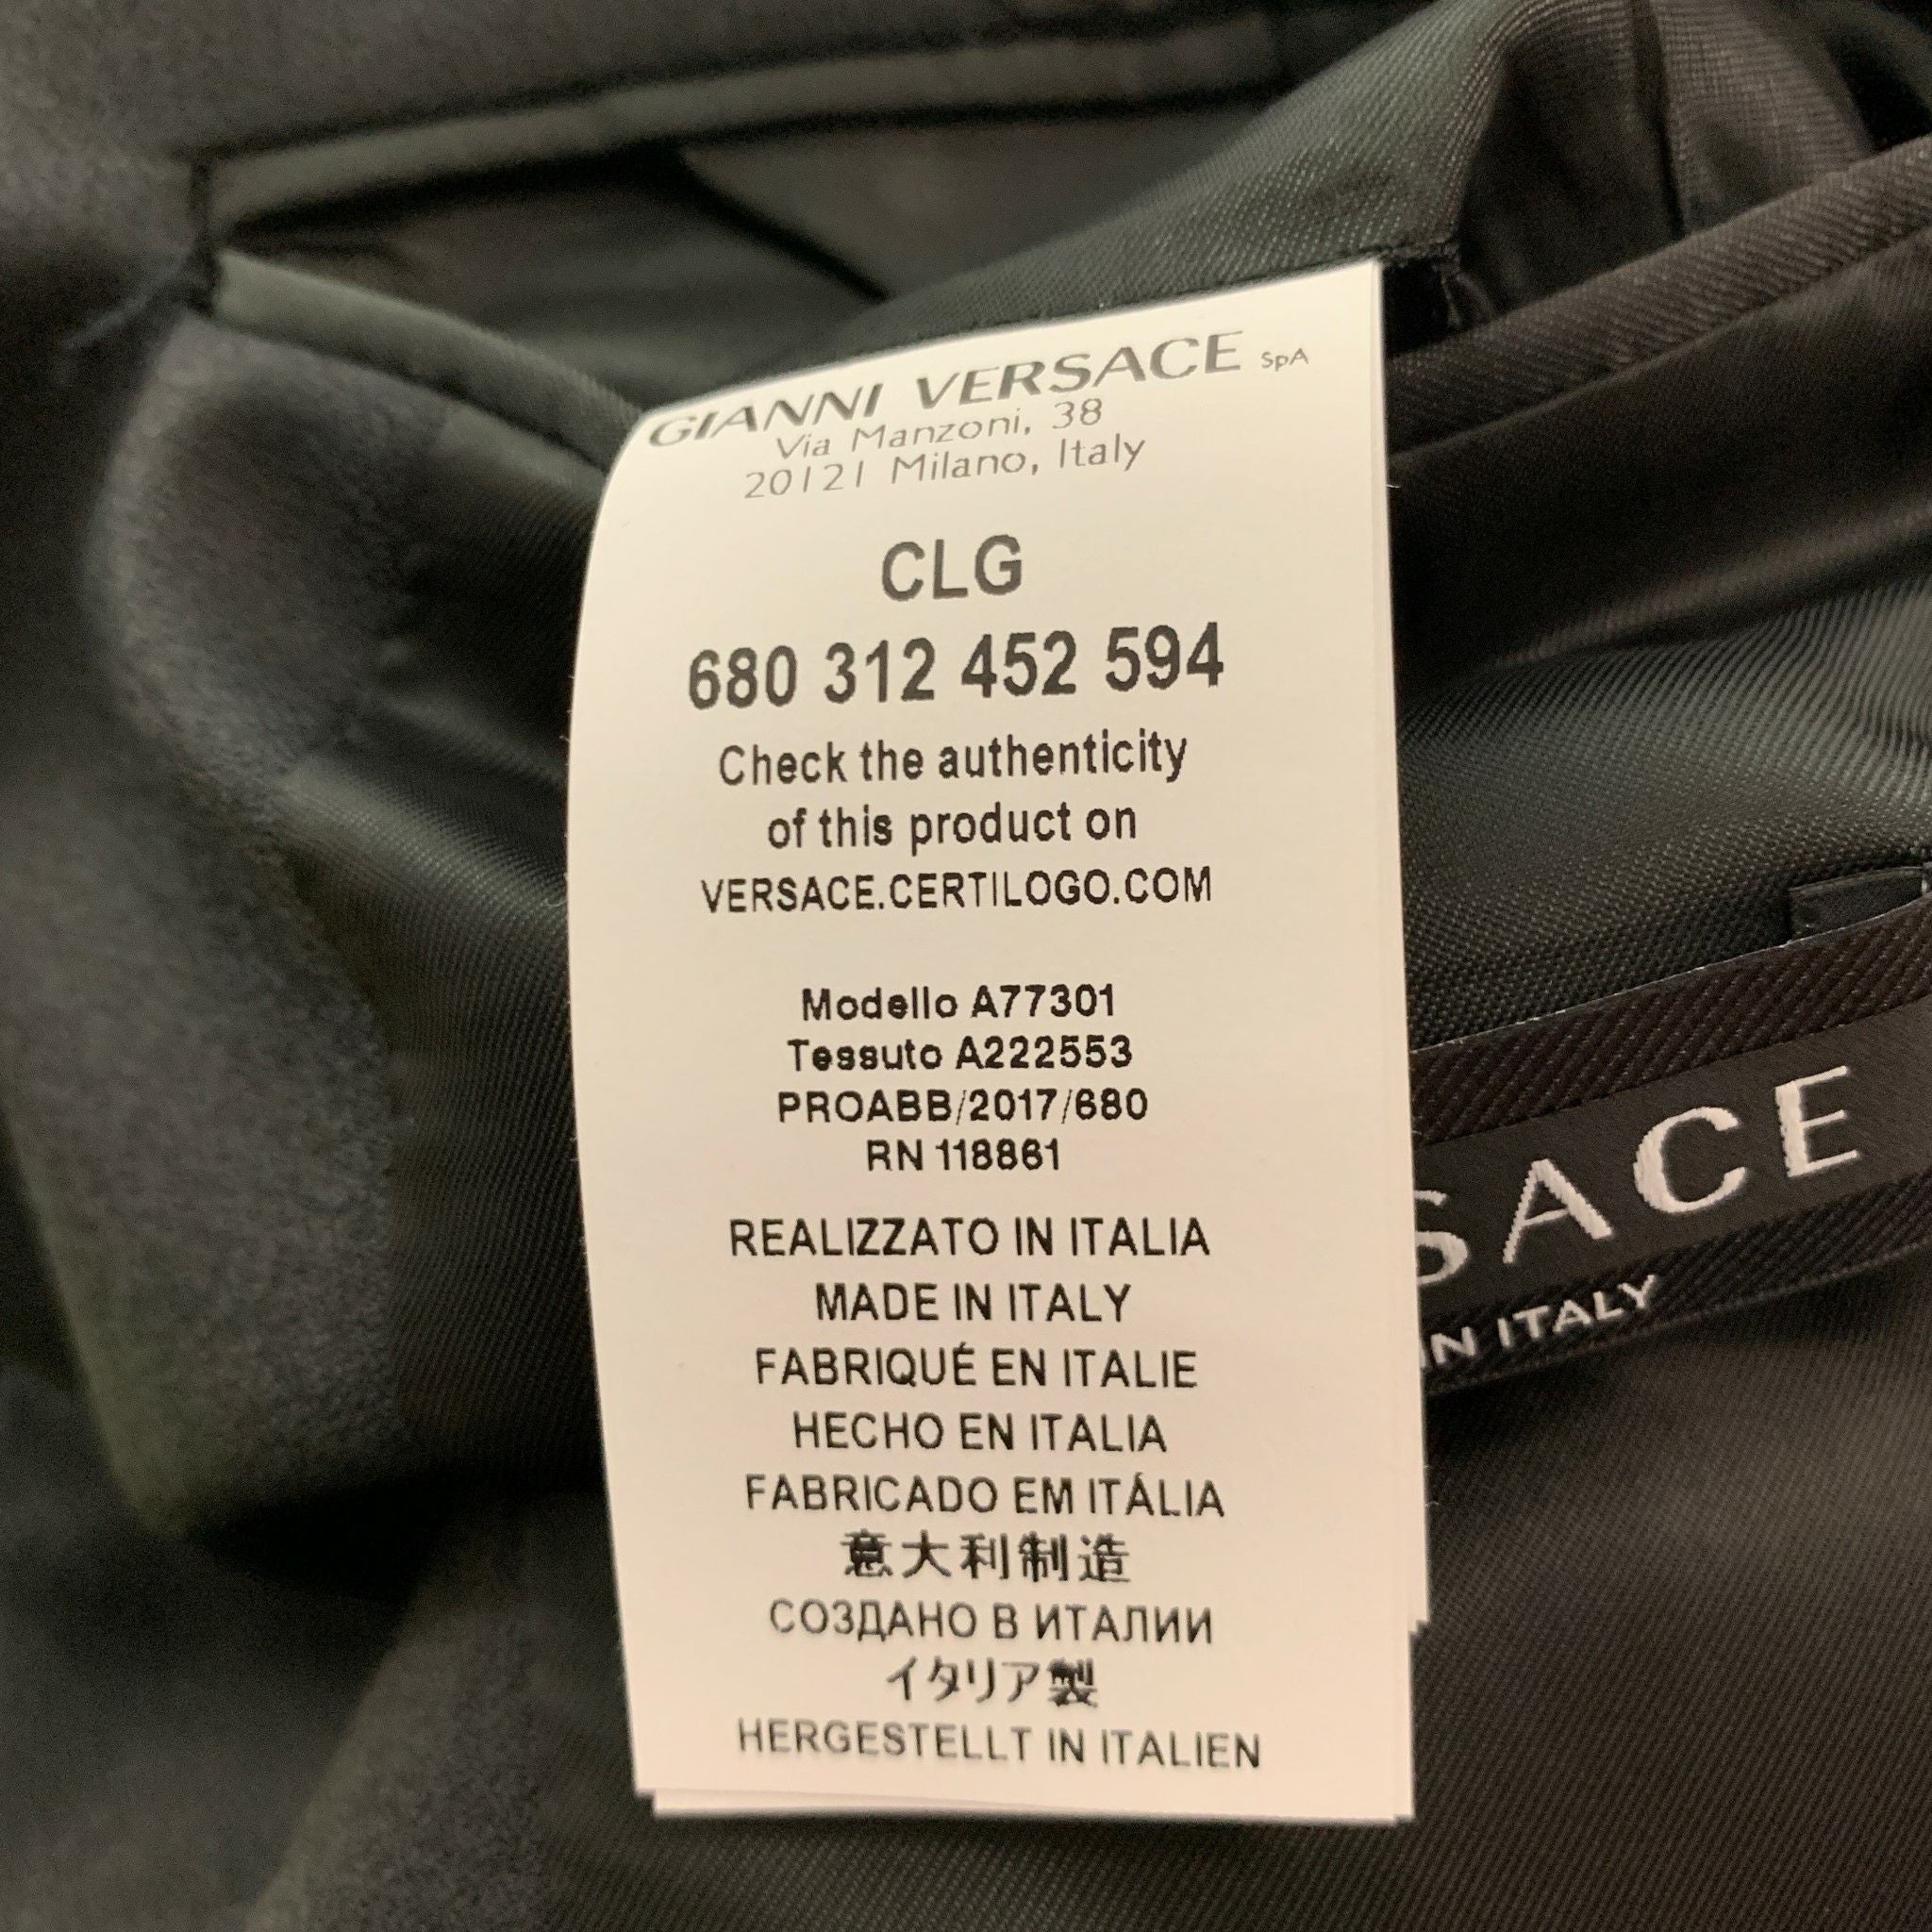 GIANNI VERSACE SpA
Via Manzoni, 38
20121 Milano, Italy
CLG
680 312 452 594
Check the authenticity
of this product on
VERSACE.CERTILOGO.COM
Modello A77301
Tessuto A222553
PROABB/2017/680
RN 118861
REALIZZATO IN ITALIA
MADE IN ITALY
FABRIQUÉ EN ITALIE
HECHO EN ITALIA
FABRICADO EM ITÁLIA
意大利制造
СОЗДАНО В ИТАЛИИ
イタリア製
HERGESTELLT IN ITALIEN
SACE
IN ITALY